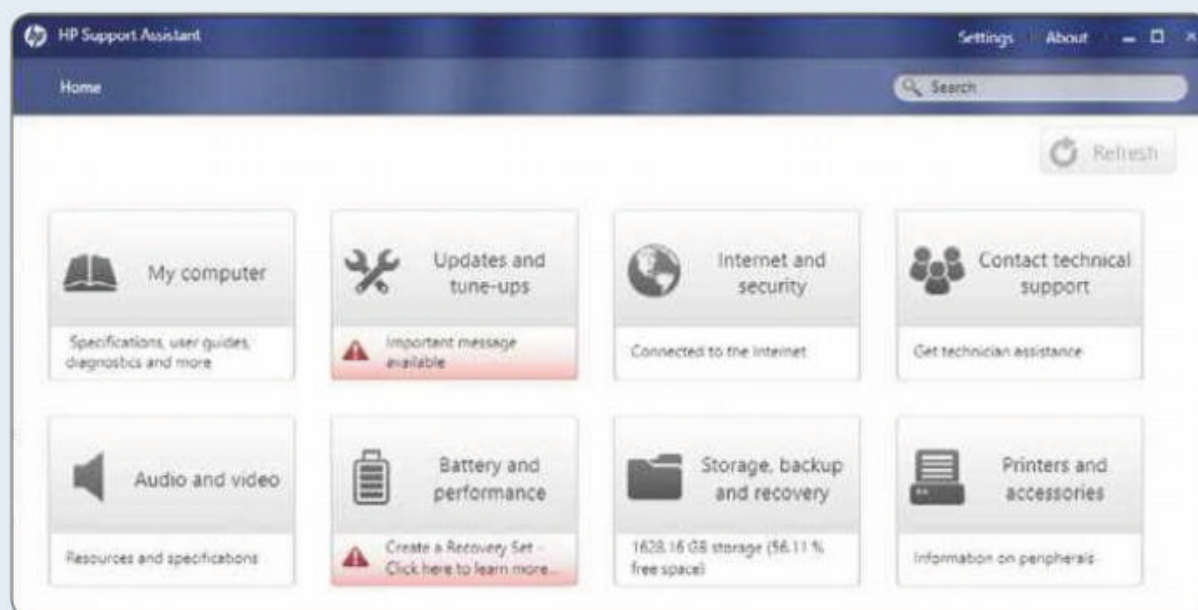 HP Support Assistant
Settings
About
Home
Search
Refresh
My computer
Specifications, user guides,
diagnostics and more
Updates and
tune-ups
Important message
available
Internet and
security
Connected to the Internet
Contact technical
support
Get technician assistance
Audio and video
Resources and specifications
Battery and
performance
Create a Recovery Set -
Click here to learn more...
Storage, backup
and recovery
1628.16 GB storage (56.11 %
free space)
Printers and
accessories
Information on peripherals